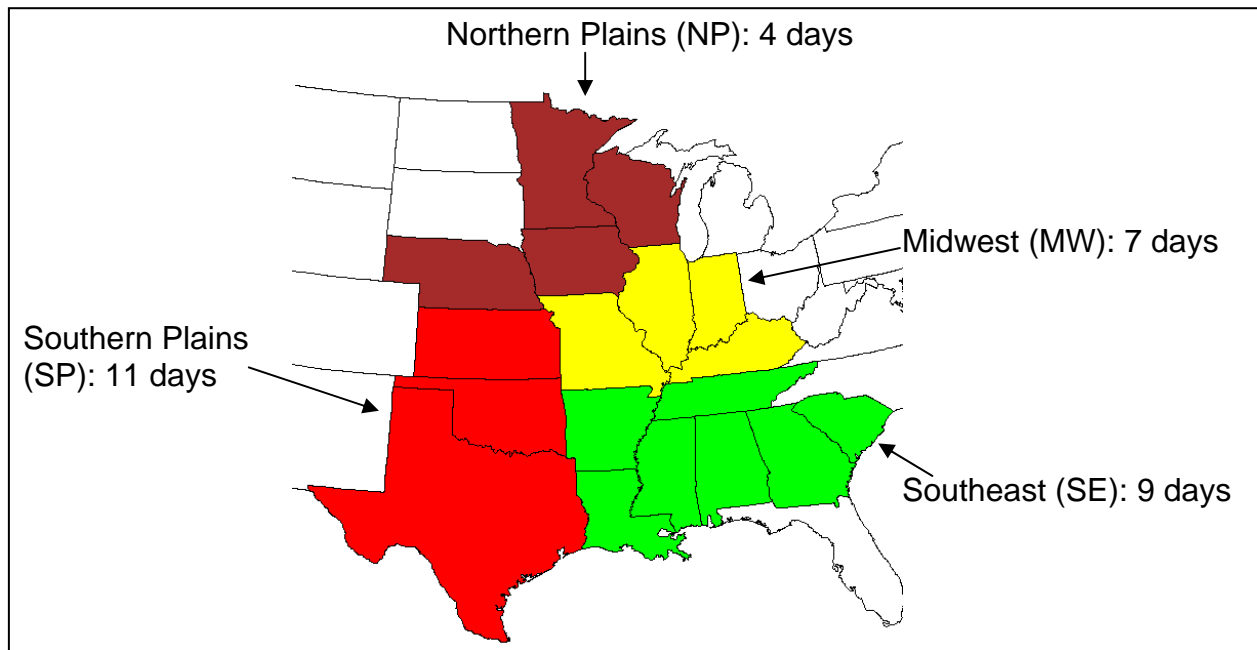 Northern Plains (NP): 4 days
Midwest (MW): 7 days
Southern Plains
(SP): 11 days
Southeast (SE): 9 days